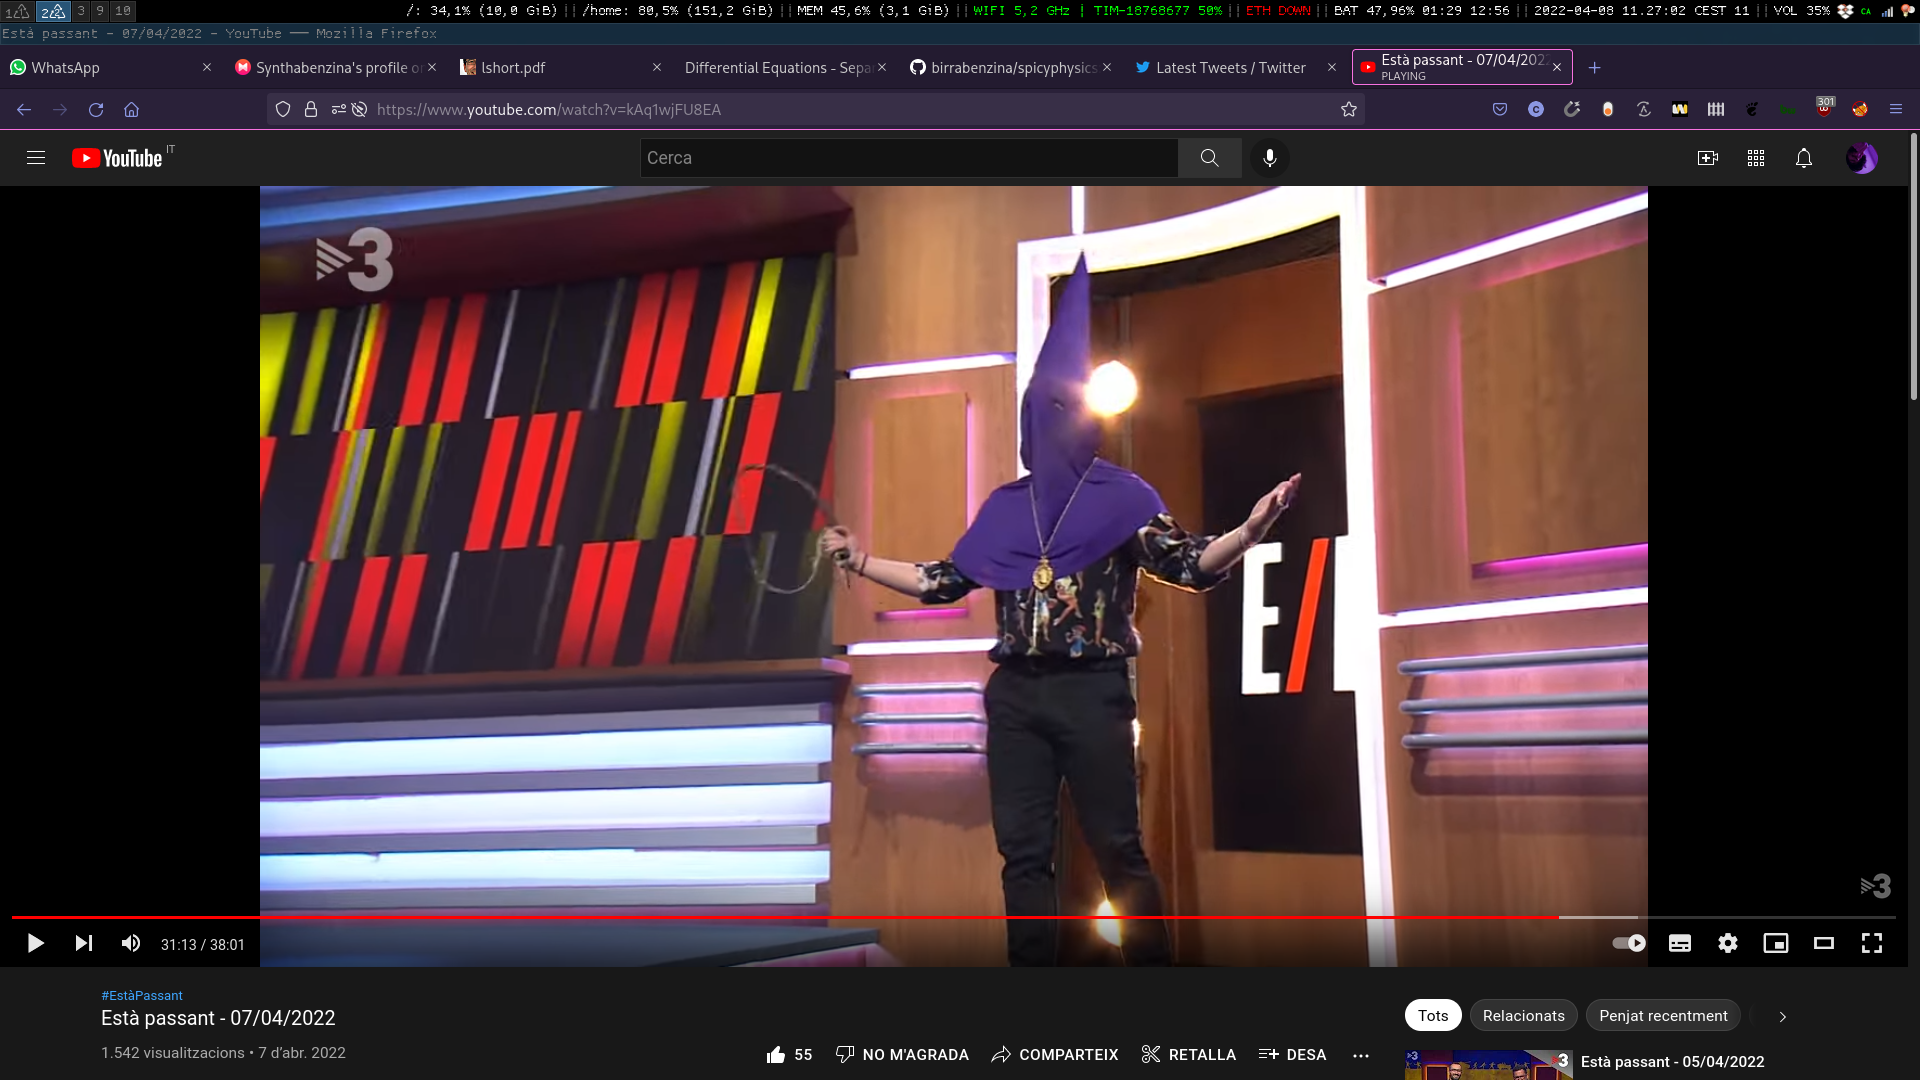 1 2 3 9 10
/: 34,1% (10,0 GiB) || /home: 80,5% (151,2 GiB) || MEM 45,6% (3,1 GiB) || WIFI 5,2 GHz | TIM-18768677 50% || ETH DOWN || BAT 47,96% 01:29 12:56 || 2022-04-08 11.27:02 CEST 11 || VOL 35% CA
Està passant - 07/04/2022 - YouTube — Mozilla Firefox
WhatsApp
Synthabenzina's profile o
lshort.pdf
Differential Equations - Sepa
birrabenzina/spicyphysics
Latest Tweets / Twitter
Està passant - 07/04/202
PLAYING
https://www.youtube.com/watch?v=kAq1wjFU8EA
301
YouTube IT
Cerca
3
E/
3
31:13 / 38:01
#EstàPassant
Està passant - 07/04/2022
1.542 visualitzacions • 7 d'abr. 2022
55 NO M'AGRADA COMPARTEIX RETALLA DESA
Tots Relacionats Penjat recentment
3
Està passant - 05/04/2022